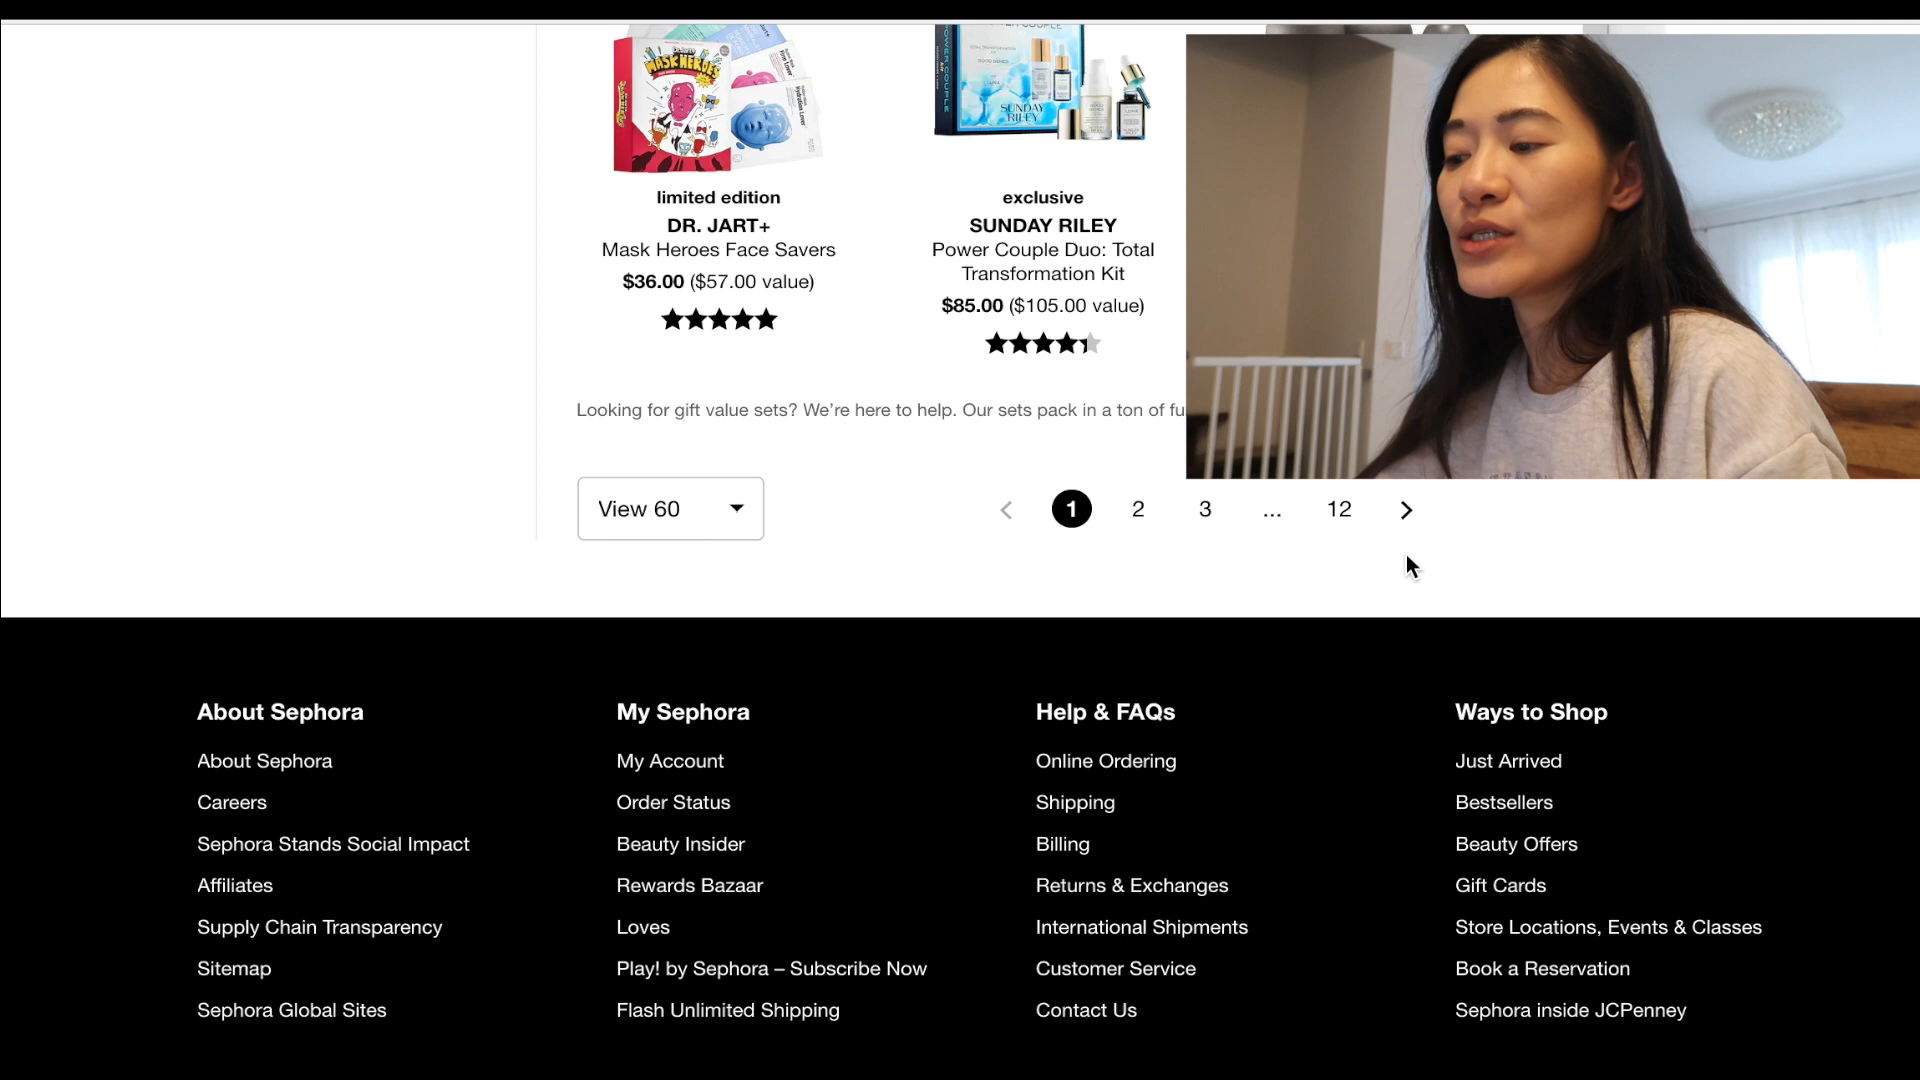 MASK HEROES
SUNDAY
RILEY
limited edition
DR. JART+
Mask Heroes Face Savers
$36.00 ($57.00 value)
exclusive
SUNDAY RILEY
Power Couple Duo: Total
Transformation Kit
$85.00 ($105.00 value)
Looking for gift value sets? We’re here to help. Our sets pack in a ton of fu
View 60
1 2 3 ... 12
About Sephora
About Sephora
Careers
Sephora Stands Social Impact
Affiliates
Supply Chain Transparency
Sitemap
Sephora Global Sites
My Sephora
My Account
Order Status
Beauty Insider
Rewards Bazaar
Loves
Play! by Sephora – Subscribe Now
Flash Unlimited Shipping
Help & FAQs
Online Ordering
Shipping
Billing
Returns & Exchanges
International Shipments
Customer Service
Contact Us
Ways to Shop
Just Arrived
Bestsellers
Beauty Offers
Gift Cards
Store Locations, Events & Classes
Book a Reservation
Sephora inside JCPenney